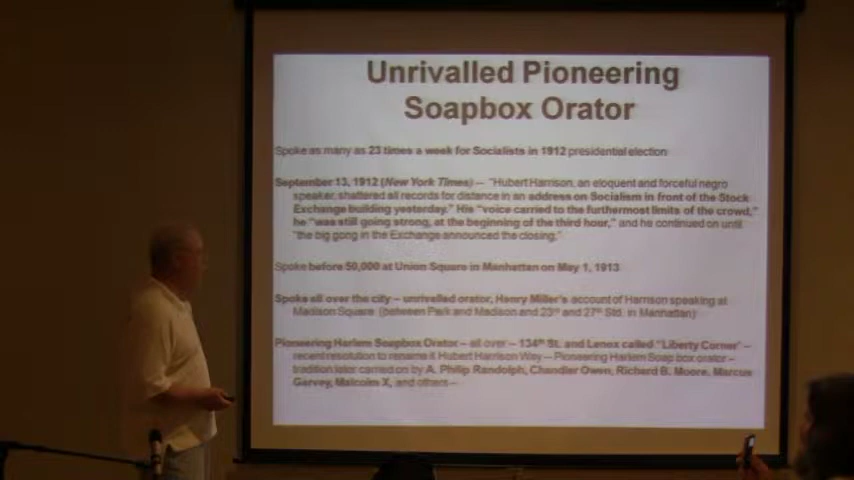 Unrivalled Pioneering
Soapbox Orator
Spoke as many as 23 times a week for Socialists in 1912 presidential election
September 13, 1912 (New York Times) – "Hubert Harrison, an eloquent and forceful negro
speaker, shattered all records for distance in an address on Socialism in front of the Stock
Exchange building yesterday." His "voice carried to the furthermost limits of the crowd,"
he "was still going strong, at the beginning of the third hour," and he continued on until
"the big gong in the Exchange announced the closing."
Spoke before 50,000 at Union Square in Manhattan on May 1, 1913
Spoke all over the city – unrivalled orator, Henry Miller's account of Harrison speaking at
Madison Square (between Park and Madison and 23rd and 27th Std. in Manhattan)
Pioneering Harlem Soapbox Orator – all over – 134th St. and Lenox called "Liberty Corner" –
recent resolution to rename it Hubert Harrison Way – Pioneering Harlem Soap box orator –
tradition later carried on by A. Philip Randolph, Chandler Owen, Richard B. Moore, Marcus
Garvey, Malcolm X, and others–